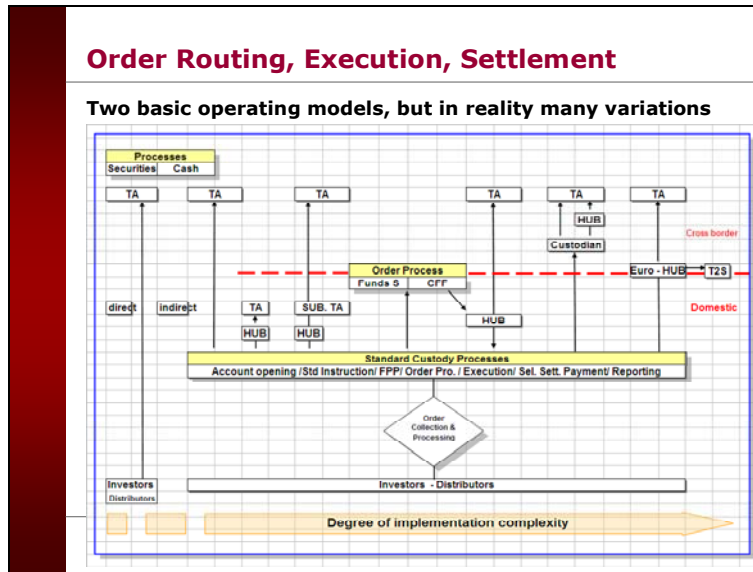 Order Routing, Execution, Settlement
Two basic operating models, but in reality many variations
Processes
Securities Cash
TA TA TA TA TA TA
HUB
Cross border
Custodian
Order Process
Funds S CFF
Euro - HUB T2S
direct indirect TA SUB. TA
Domestic
HUB
HUB HUB
Standard Custody Processes
Account opening /Std Instruction/ FPP/ Order Pro. / Execution/ Sel. Sett. Payment/ Reporting
Order
Collection &
Processing
Investors
Distributors
Investors - Distributors
Degree of implementation complexity